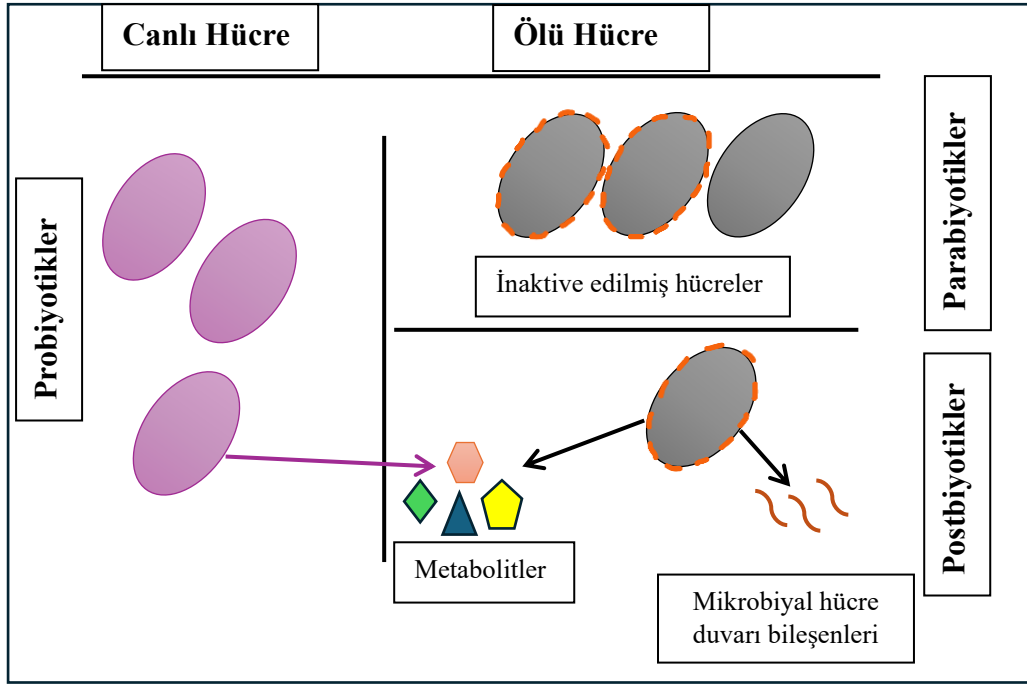 Canlı Hücre
Ölü Hücre
Probiyotikler
Parabiyotikler
İnaktive edilmiş hücreler
Postbiyotikler
Metabolitler
Mikrobiyal hücre
duvarı bileşenleri